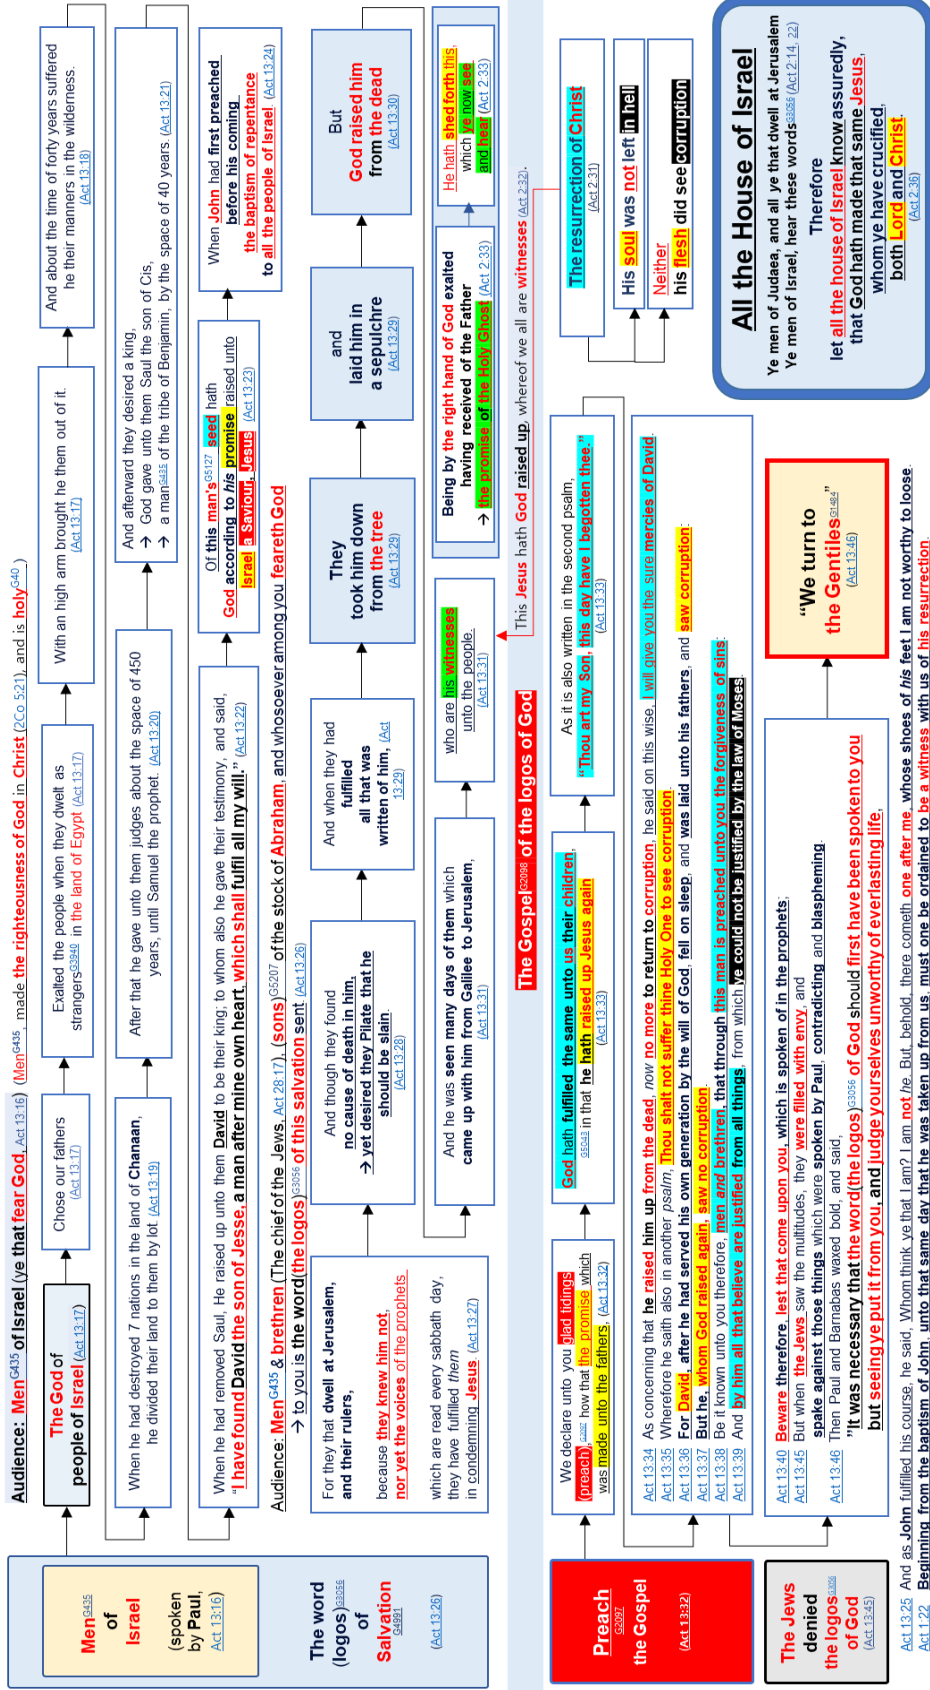 Audience: Men^G435 of Israel (ye that fear God, Act 13:16) (Men^G435, made the righteousness of God in Christ (2Co 5:21), and is holy^G40)
Men^G435
of
Israel
(spoken
by Paul,
Act 13:16)
The God of
people of Israel (Act 13:17)
Chose our fathers
(Act 13:17)
Exalted the people when they dwelt as
strangers^G3940 in the land of Egypt (Act 13:17)
With an high arm brought he them out of it.
(Act 13:17)
And about the time of forty years suffered
he their manners in the wilderness.
(Act 13:18)
When he had destroyed 7 nations in the land of Chanaan,
he divided their land to them by lot. (Act 13:19)
After that he gave unto them judges about the space of 450
years, until Samuel the prophet. (Act 13:20)
And afterward they desired a king,
→ God gave unto them Saul the son of Cis,
→ a man^G435 of the tribe of Benjamin, by the space of 40 years. (Act 13:21)
When he had removed Saul, He raised up unto them David to be their king; to whom also he gave their testimony, and said,
"I have found David the son of Jesse, a man after mine own heart, which shall fulfil all my will." (Act 13:22)
Of this man's^G5127 seed hath
God according to his promise raised unto
Israel a Saviour, Jesus (Act 13:23)
When John had first preached
before his coming
the baptism of repentance
to all the people of Israel. (Act 13:24)
The word
(logos)^G3056
of
Salvation
G4991
(Act 13:26)
Audience: Men^G435 & brethren (The chief of the Jews, Act 28:17), (sons)^G5207 of the stock of Abraham, and whosoever among you feareth God
→ to you is the word(the logos)^G3056 of this salvation sent. (Act 13:26)
For they that dwell at Jerusalem,
and their rulers,
because they knew him not,
nor yet the voices of the prophets
which are read every sabbath day,
they have fulfilled them
in condemning Jesus (Act 13:27)
And though they found
no cause of death in him,
→ yet desired they Pilate that he
should be slain.
(Act 13:28)
And when they had
fulfilled
all that was
written of him, (Act
13:29)
They
took him down
from the tree
(Act 13:29)
and
laid him in
a sepulchre
(Act 13:29)
But
God raised him
from the dead
(Act 13:30)
And he was seen many days of them which
came up with him from Galilee to Jerusalem,
(Act 13:31)
who are his witnesses
unto the people.
(Act 13:31)
Being by the right hand of God exalted
having received of the Father
→ the promise of the Holy Ghost (Act 2:33)
He hath shed forth this,
which ye now see
and hear (Act 2:33)
The Gospel^G2098 of the logos of God
This Jesus hath God raised up, whereof we all are witnesses (Act 2:32).
Preach
G2097
the Gospel
(Act 13:32)
We declare unto you glad tidings
(preach), ^G2097 how that the promise which
was made unto the fathers, (Act 13:32)
God hath fulfilled the same unto us their children,
G5043 in that he hath raised up Jesus again
(Act 13:33)
As it is also written in the second psalm,
"Thou art my Son, this day have I begotten thee."
(Act 13:33)
The resurrection of Christ
(Act 2:31)
His soul was not left in hell
Neither
his flesh did see corruption
Act 13:34 As concerning that he raised him up from the dead, now no more to return to corruption, he said on this wise, I will give you the sure mercies of David.
Act 13:35 Wherefore he saith also in another psalm, Thou shalt not suffer thine Holy One to see corruption.
Act 13:36 For David, after he had served his own generation by the will of God, fell on sleep, and was laid unto his fathers, and saw corruption:
Act 13:37 But he, whom God raised again, saw no corruption.
Act 13:38 Be it known unto you therefore, men and brethren, that through this man is preached unto you the forgiveness of sins:
Act 13:39 And by him all that believe are justified from all things, from which ye could not be justified by the law of Moses.
The Jews
denied
the logos^G3056
of God
(Act 13:45)
Act 13:40 Beware therefore, lest that come upon you, which is spoken of in the prophets;
Act 13:45 But when the Jews saw the multitudes, they were filled with envy, and
spake against those things which were spoken by Paul, contradicting and blaspheming.
Act 13:46 Then Paul and Barnabas waxed bold, and said,
"It was necessary that the word(the logos)^G3056 of God should first have been spoken to you
but seeing ye put it from you, and judge yourselves unworthy of everlasting life,
"We turn to
the Gentiles^G1484"
(Act 13:46)
All the House of Israel
Ye men of Judaea, and all ye that dwell at Jerusalem
Ye men of Israel, hear these words^G3056 (Act 2:14, 22)
Therefore
let all the house of Israel know assuredly,
that God hath made that same Jesus,
whom ye have crucified,
both Lord and Christ.
(Act 2:36)
Act 13:25 And as John fulfilled his course, he said, Whom think ye that I am? I am not he. But, behold, there cometh one after me, whose shoes of his feet I am not worthy to loose.
Act 1:22 Beginning from the baptism of John, unto that same day that he was taken up from us, must one be ordained to be a witness with us of his resurrection.